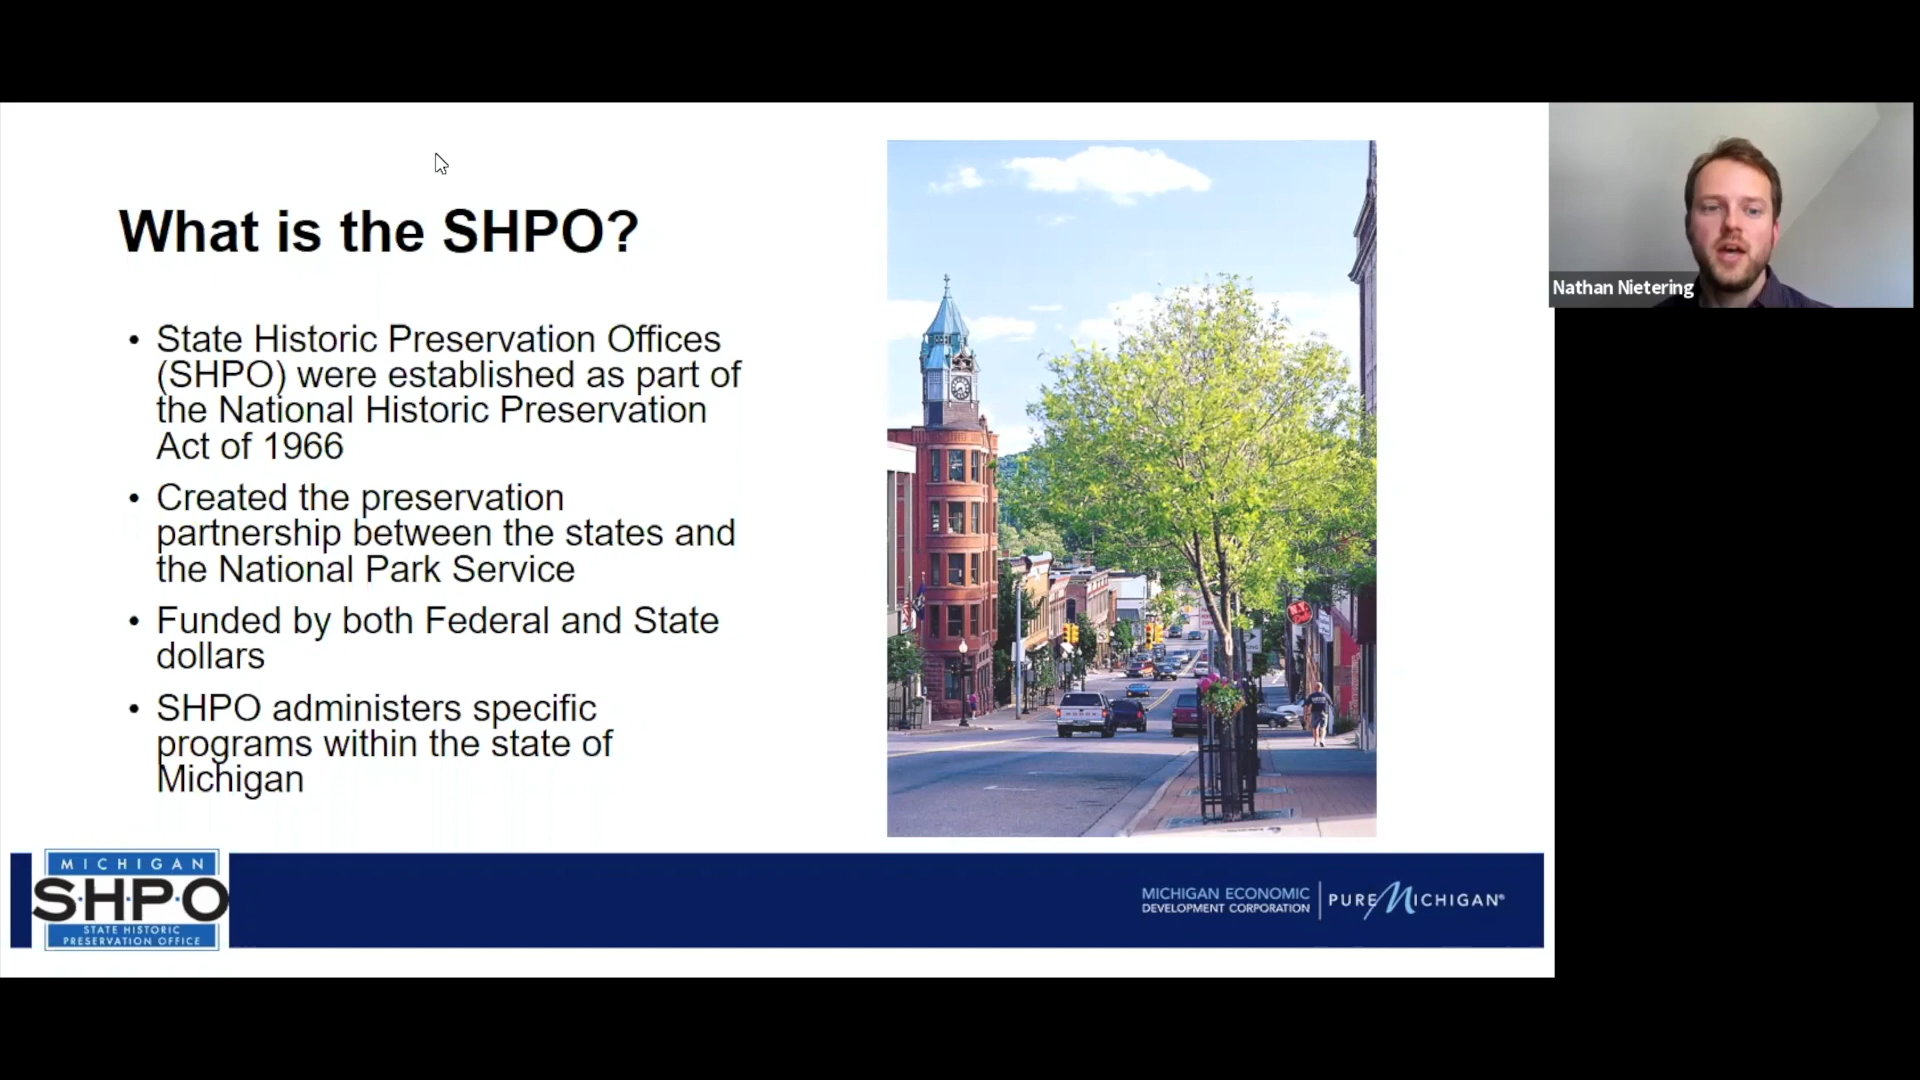 What is the SHPO?
• State Historic Preservation Offices
(SHPO) were established as part of
the National Historic Preservation
Act of 1966
• Created the preservation
partnership between the states and
the National Park Service
• Funded by both Federal and State
dollars
• SHPO administers specific
programs within the state of
Michigan
Nathan Nietering
MICHIGAN
S·H·P·O
STATE HISTORIC
PRESERVATION OFFICE
MICHIGAN ECONOMIC
DEVELOPMENT CORPORATION
PURE MICHIGAN®